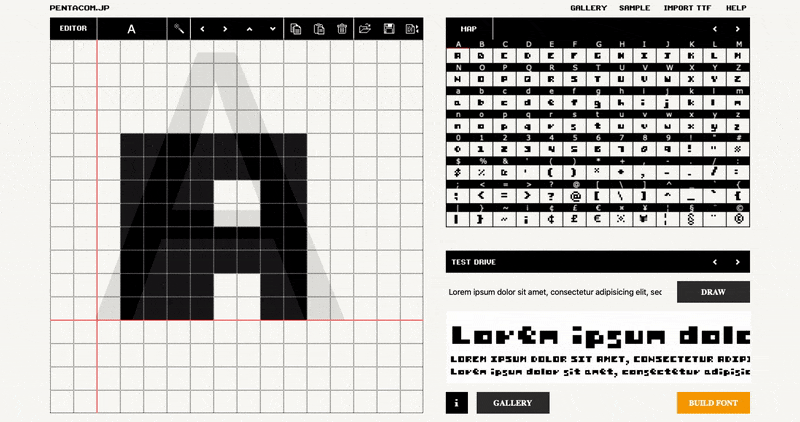 PENTACOM.JP
GALLERY SAMPLE IMPORT TTF HELP
EDITOR A
MAP
A B C D E F G H I J K L M
A B C D E F G H I J K L M
N O P Q R S T U V W X Y Z
N O P Q R S T U V W X Y Z
a b c d e f g h i j k l m
a b c d e f g h i j k l m
n o p q r s t u v w x y z
n o p q r s t u v w x y z
0 1 2 3 4 5 6 7 8 9 ! " #
0 1 2 3 4 5 6 7 8 9 ! "
$ % & ' ( ) * + , - . / :
$ % & ' ( ) * + , - . / :
; < = > ? @ [ \ ] ^ _ ` {
; < = > ? @ [ \ ] ^ _ ` {
| } ~ ¡ ¢ £ € ¤ ¥ ¦ § ¨ ©
| } ~ ¡ ¢ £ € ¤ ¥ ¦ § ¨ ©
TEST DRIVE
Lorem ipsum dolor sit amet, consectetur adipisicing elit, sec
DRAW
Lorem ipsum dolo
LOREM IPSUM DOLOR SIT AMET, CONSECTETUR ADIPI
Lorem ipsum dolor sit amet, consectetur adipisic
i GALLERY BUILD FONT